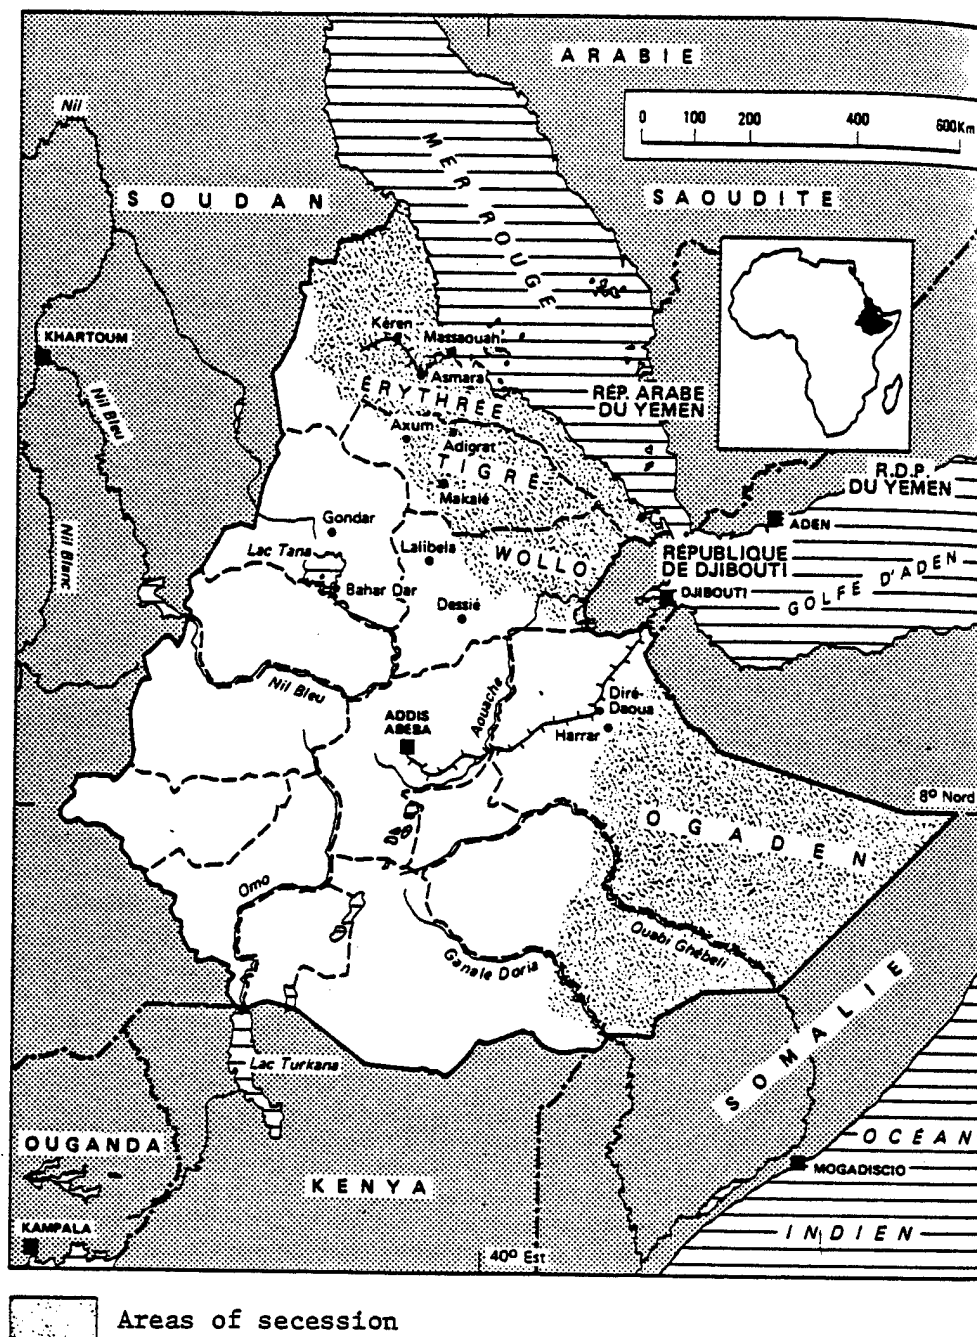 ARABIE
0 100 200 400 600Km
Nil
MER ROUGE
SOUDAN
SAOUDITE
KHARTOUM
Kéren
Massaouah
Asmara
ÉRYTHRÉE
RÉP. ARABE
DU YEMEN
Nil Bleu
Axum
Adigrat
TIGRÉ
Makalé
R.D.P.
DU YEMEN
ADEN
Gondar
Nil Blanc
Lac Tana
Lalibela
WOLLO
RÉPUBLIQUE
DE DJIBOUTI
GOLFE D'ADEN
Bahar Dar
Dessié
DJIBOUTI
Nil Bleu
Aouache
Diré-
Daoua
ADDIS
ABÉBA
Harrar
8º Nord
OGADEN
Omo
Ganale Doria
Ouabi Ghébeli
SOMALIE
Lac Turkana
OUGANDA
OCÉAN
KENYA
MOGADISCIO
KAMPALA
INDIEN
40º Est
Areas of secession